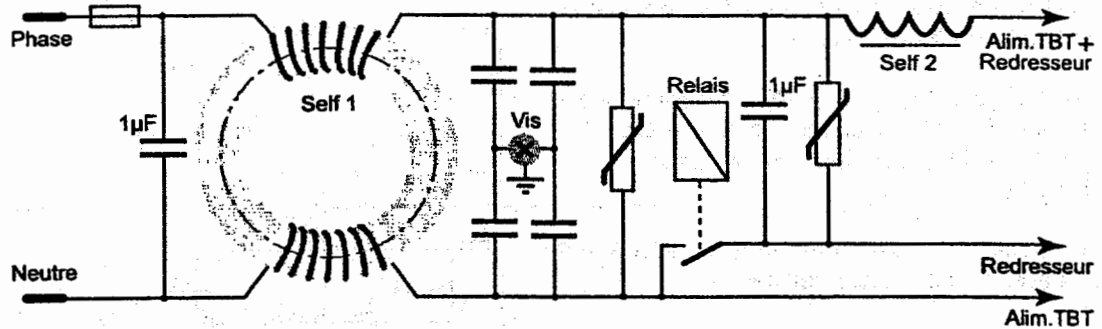 Phase
1µF
Self 1
Vis
Relais
1µF
Self 2
Alim.TBT+
Redresseur
Neutre
Redresseur
Alim.TBT